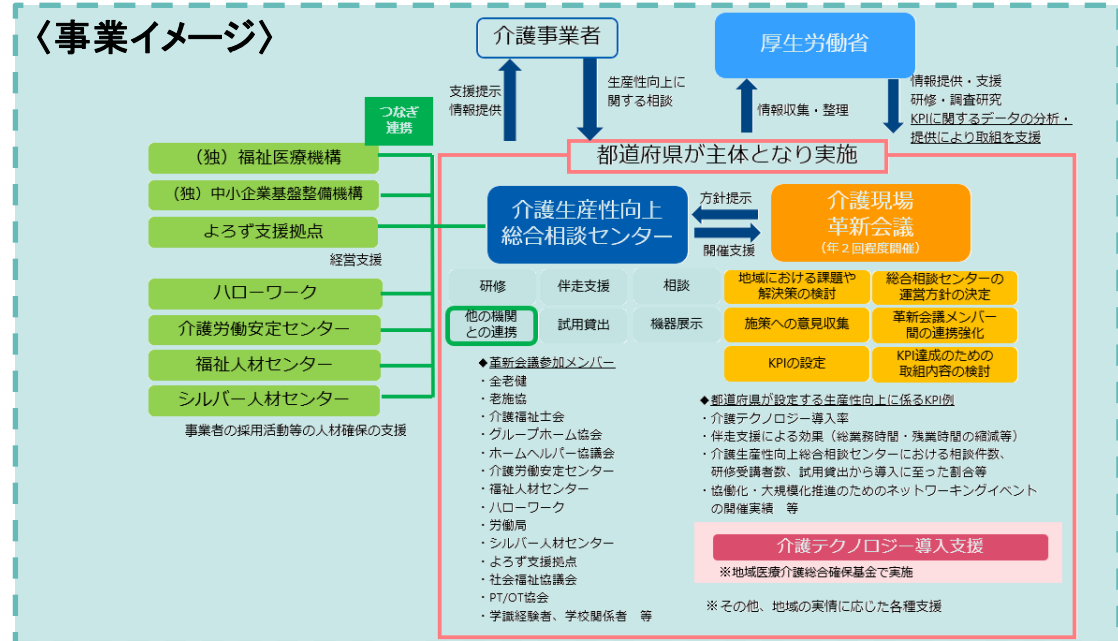 〈事業イメージ〉
介護事業者
厚生労働省
支援提示
情報提供
生産性向上に
関する相談
情報収集・整理
情報提供・支援
研修・調査研究
KPIに関するデータの分析・
提供により取組を支援
つなぎ
連携
都道府県が主体となり実施
（独）福祉医療機構
（独）中小企業基盤整備機構
よろず支援拠点
経営支援
ハローワーク
介護労働安定センター
福祉人材センター
シルバー人材センター
事業者の採用活動等の人材確保の支援
介護生産性向上
総合相談センター
方針提示
開催支援
介護現場
革新会議
（年２回程度開催）
研修
伴走支援
相談
他の機関
との連携
試用貸出
機器展示
地域における課題や
解決策の検討
総合相談センターの
運営方針の決定
施策への意見収集
革新会議メンバー
間の連携強化
KPIの設定
KPI達成のための
取組内容の検討
◆革新会議参加メンバー
・全老健
・老施協
・介護福祉士会
・グループホーム協会
・ホームヘルパー協議会
・介護労働安定センター
・福祉人材センター
・ハローワーク
・労働局
・シルバー人材センター
・よろず支援拠点
・社会福祉協議会
・PT/OT協会
・学識経験者、学校関係者　等
◆都道府県が設定する生産性向上に係るKPI例
・介護テクノロジー導入率
・伴走支援による効果（総業務時間・残業時間の縮減等）
・介護生産性向上総合相談センターにおける相談件数、
研修受講者数、試用貸出から導入に至った割合等
・協働化・大規模化推進のためのネットワーキングイベント
の開催実績　等
介護テクノロジー導入支援
※地域医療介護総合確保基金で実施
※その他、地域の実情に応じた各種支援